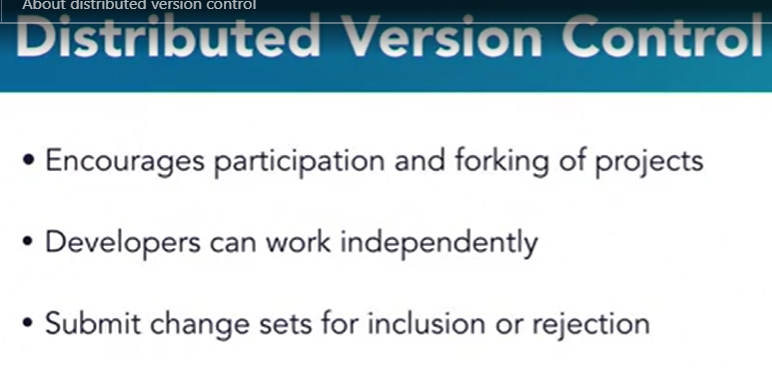 About distributed version control
Distributed Version Control
• Encourages participation and forking of projects
• Developers can work independently
• Submit change sets for inclusion or rejection